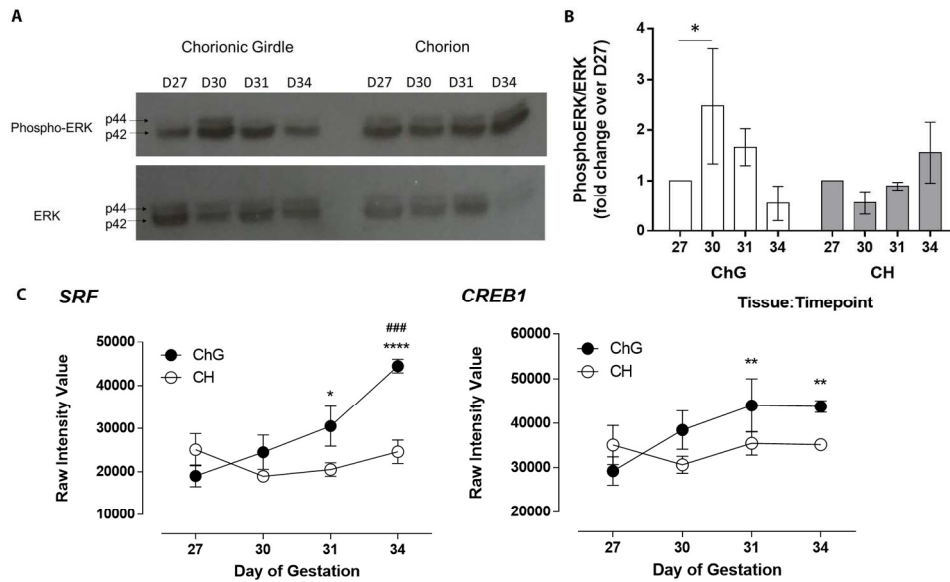 A
Chorionic Girdle Chorion
D27 D30 D31 D34 D27 D30 D31 D34
Phospho-ERK p44
p42
ERK p44
p42
B
PhosphoERK/ERK
(fold change over D27)
4
3
2
1
0
*
27 30 31 34 27 30 31 34
ChG CH
Tissue:Timepoint
C
SRF
ChG
CH
Raw Intensity Value
50000
40000
30000
20000
10000
*
###
****
27 30 31 34
Day of Gestation
CREB1
ChG
CH
Raw Intensity Value
60000
50000
40000
30000
20000
**
**
27 30 31 34
Day of Gestation